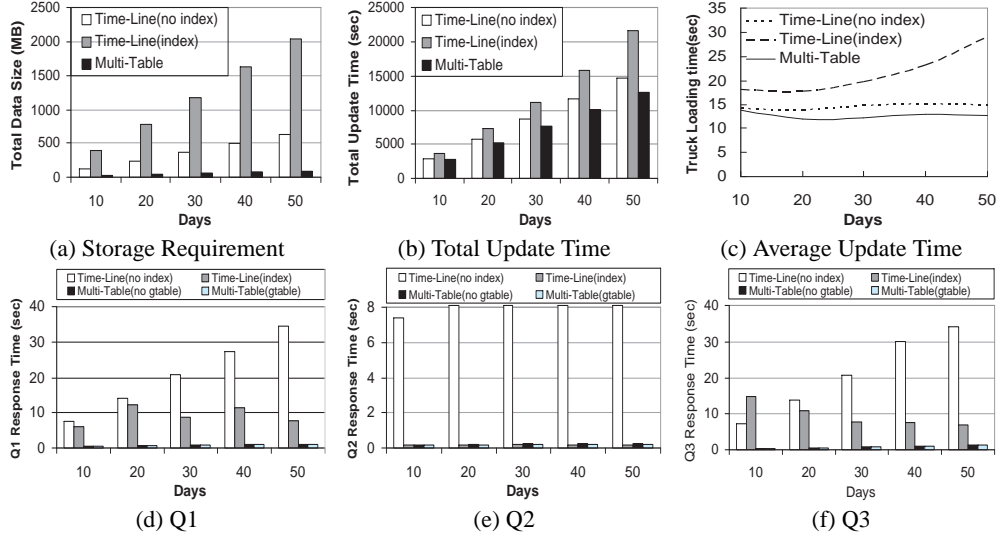 Total Data Size (MB)
2500
2000
1500
1000
500
0
Time-Line(no index)
Time-Line(index)
Multi-Table
10 20 30 40 50
Days
(a) Storage Requirement
Total Update Time (sec)
25000
20000
15000
10000
5000
0
Time-Line(no index)
Time-Line(index)
Multi-Table
10 20 30 40 50
Days
(b) Total Update Time
Truck Loading time(sec)
35
30
25
20
15
10
5
0
Time-Line(no index)
Time-Line(index)
Multi-Table
10 20 30 40 50
Days
(c) Average Update Time
Time-Line(no index) Time-Line(index)
Multi-Table(no gtable) Multi-Table(gtable)
Q1 Response Time (sec)
40
30
20
10
0
10 20 30 40 50
Days
(d) Q1
Time-Line(no index) Time-Line(index)
Multi-Table(no gtable) Multi-Table(gtable)
Q2 Response Time (sec)
8
6
4
2
0
10 20 30 40 50
Days
(e) Q2
Time-Line(no index) Time-Line(index)
Multi-Table(no gtable) Multi-Table(gtable)
Q3 Response Time (sec)
40
30
20
10
0
10 20 30 40 50
Days
(f) Q3